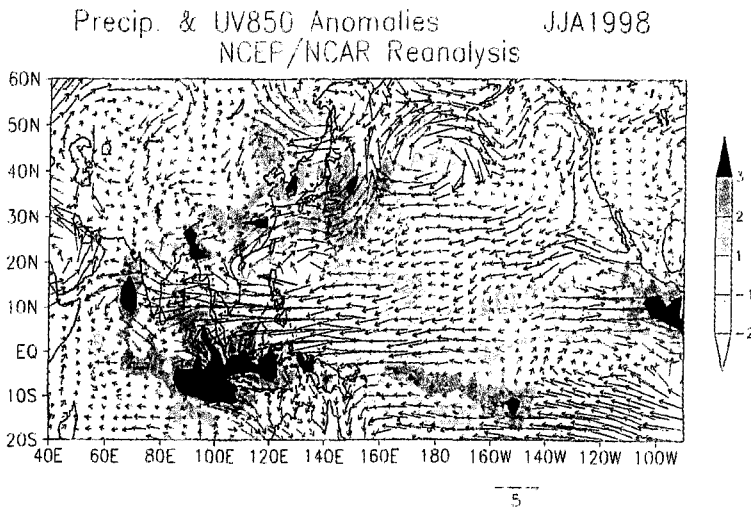 Precip. & UV850 Anomalies JJA1998
NCEP/NCAR Reanalysis
60N
50N
40N
30N
20N
10N
EQ
10S
20S
40E 60E 80E 100E 120E 140E 160E 180 160W 140W 120W 100W
3
2
1
-1
-2
5